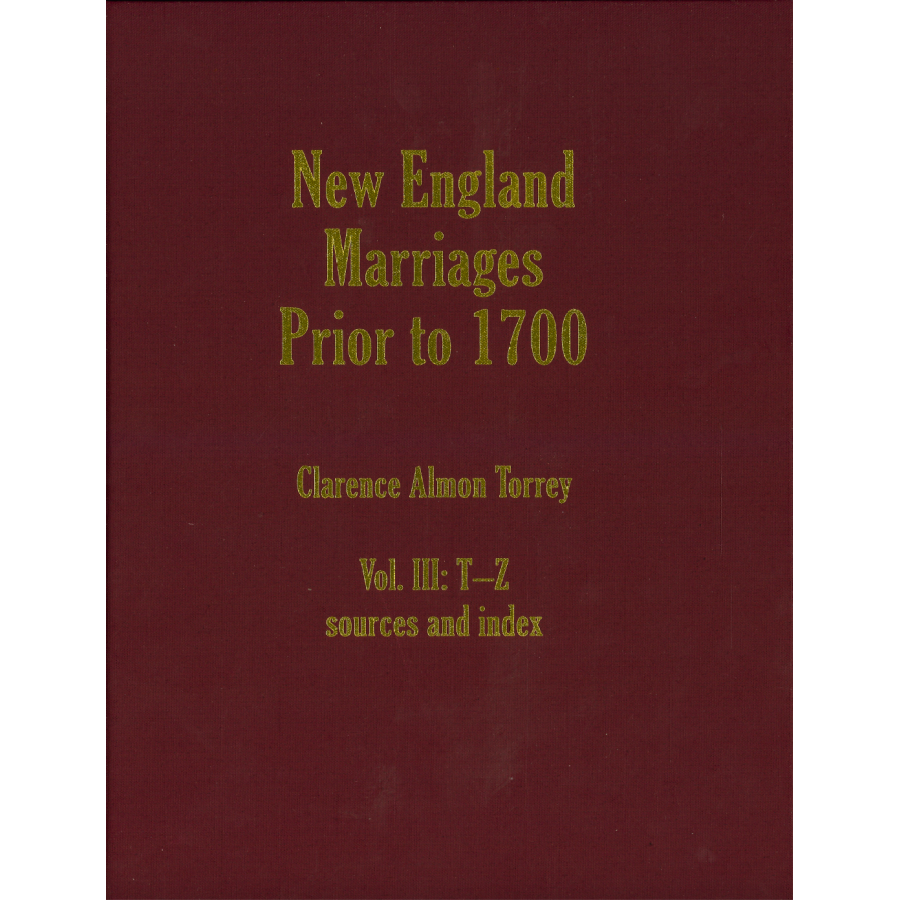 New England
Marriages
Prior to 1700
Clarence Almon Torrey
Vol. III: T–Z
sources and index